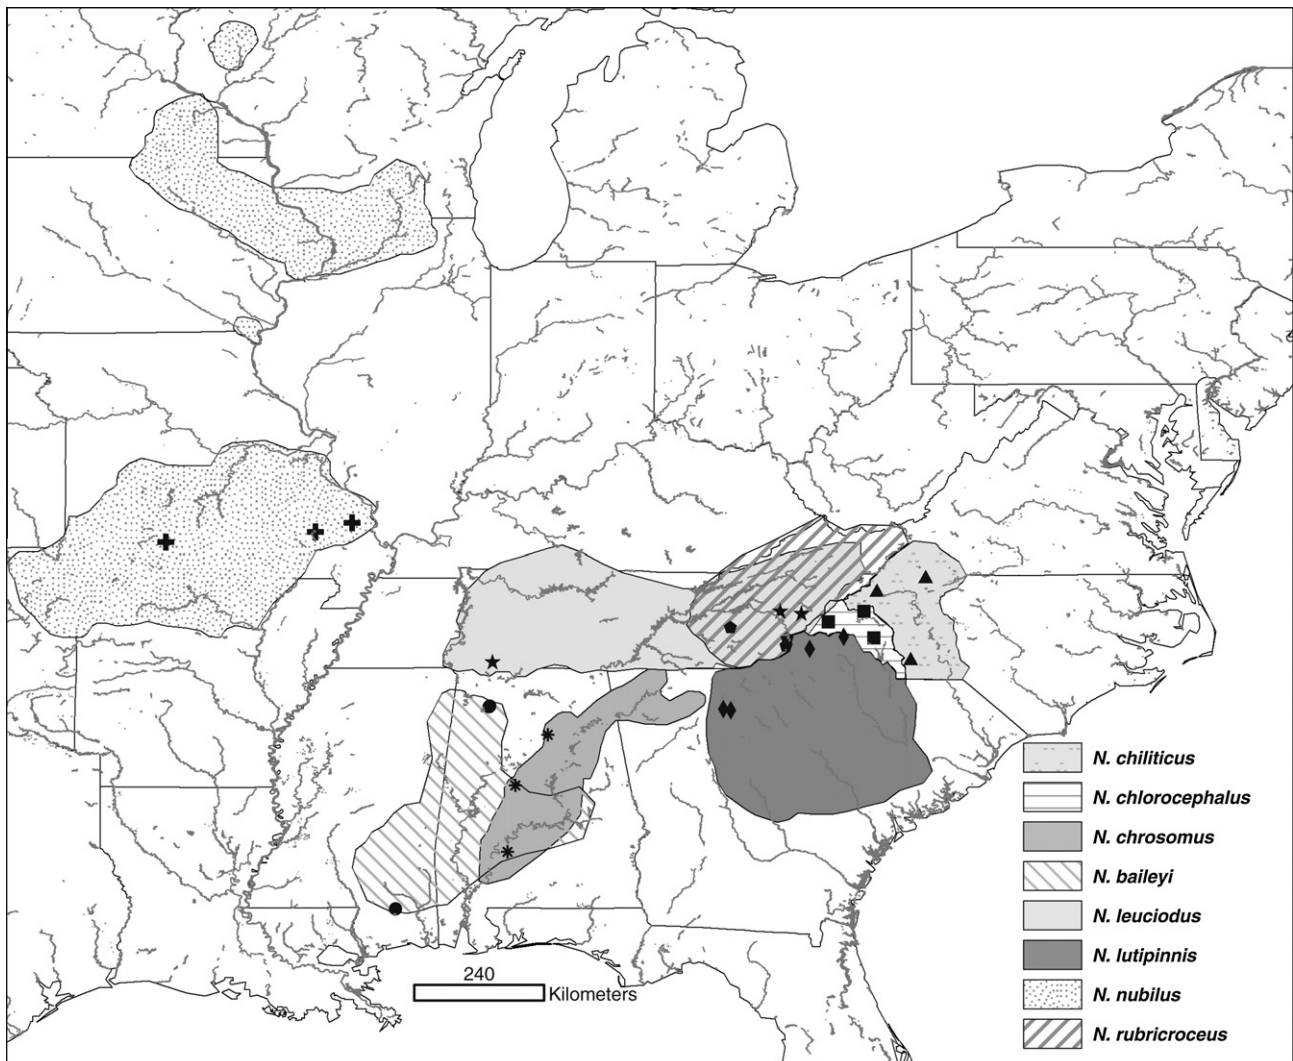 240
Kilometers
N. chiliticus
N. chlorocephalus
N. chrosomus
N. baileyi
N. leuciodus
N. lutipinnis
N. nubilus
N. rubricroceus